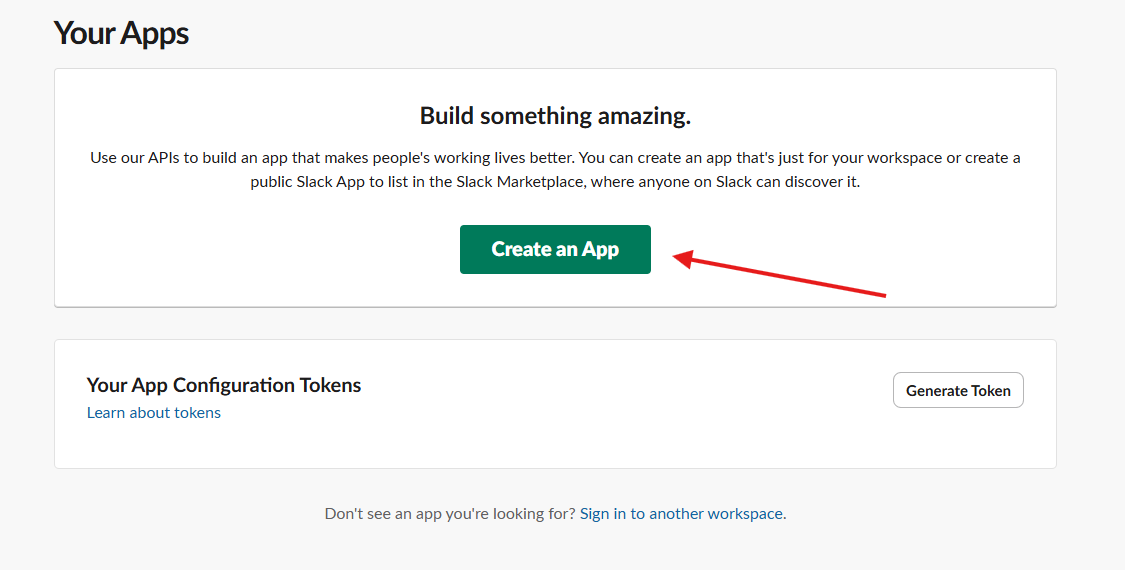 Your Apps
Build something amazing.
Use our APIs to build an app that makes people's working lives better. You can create an app that's just for your workspace or create a
public Slack App to list in the Slack Marketplace, where anyone on Slack can discover it.
Create an App
Your App Configuration Tokens
Generate Token
Learn about tokens
Don't see an app you're looking for? Sign in to another workspace.